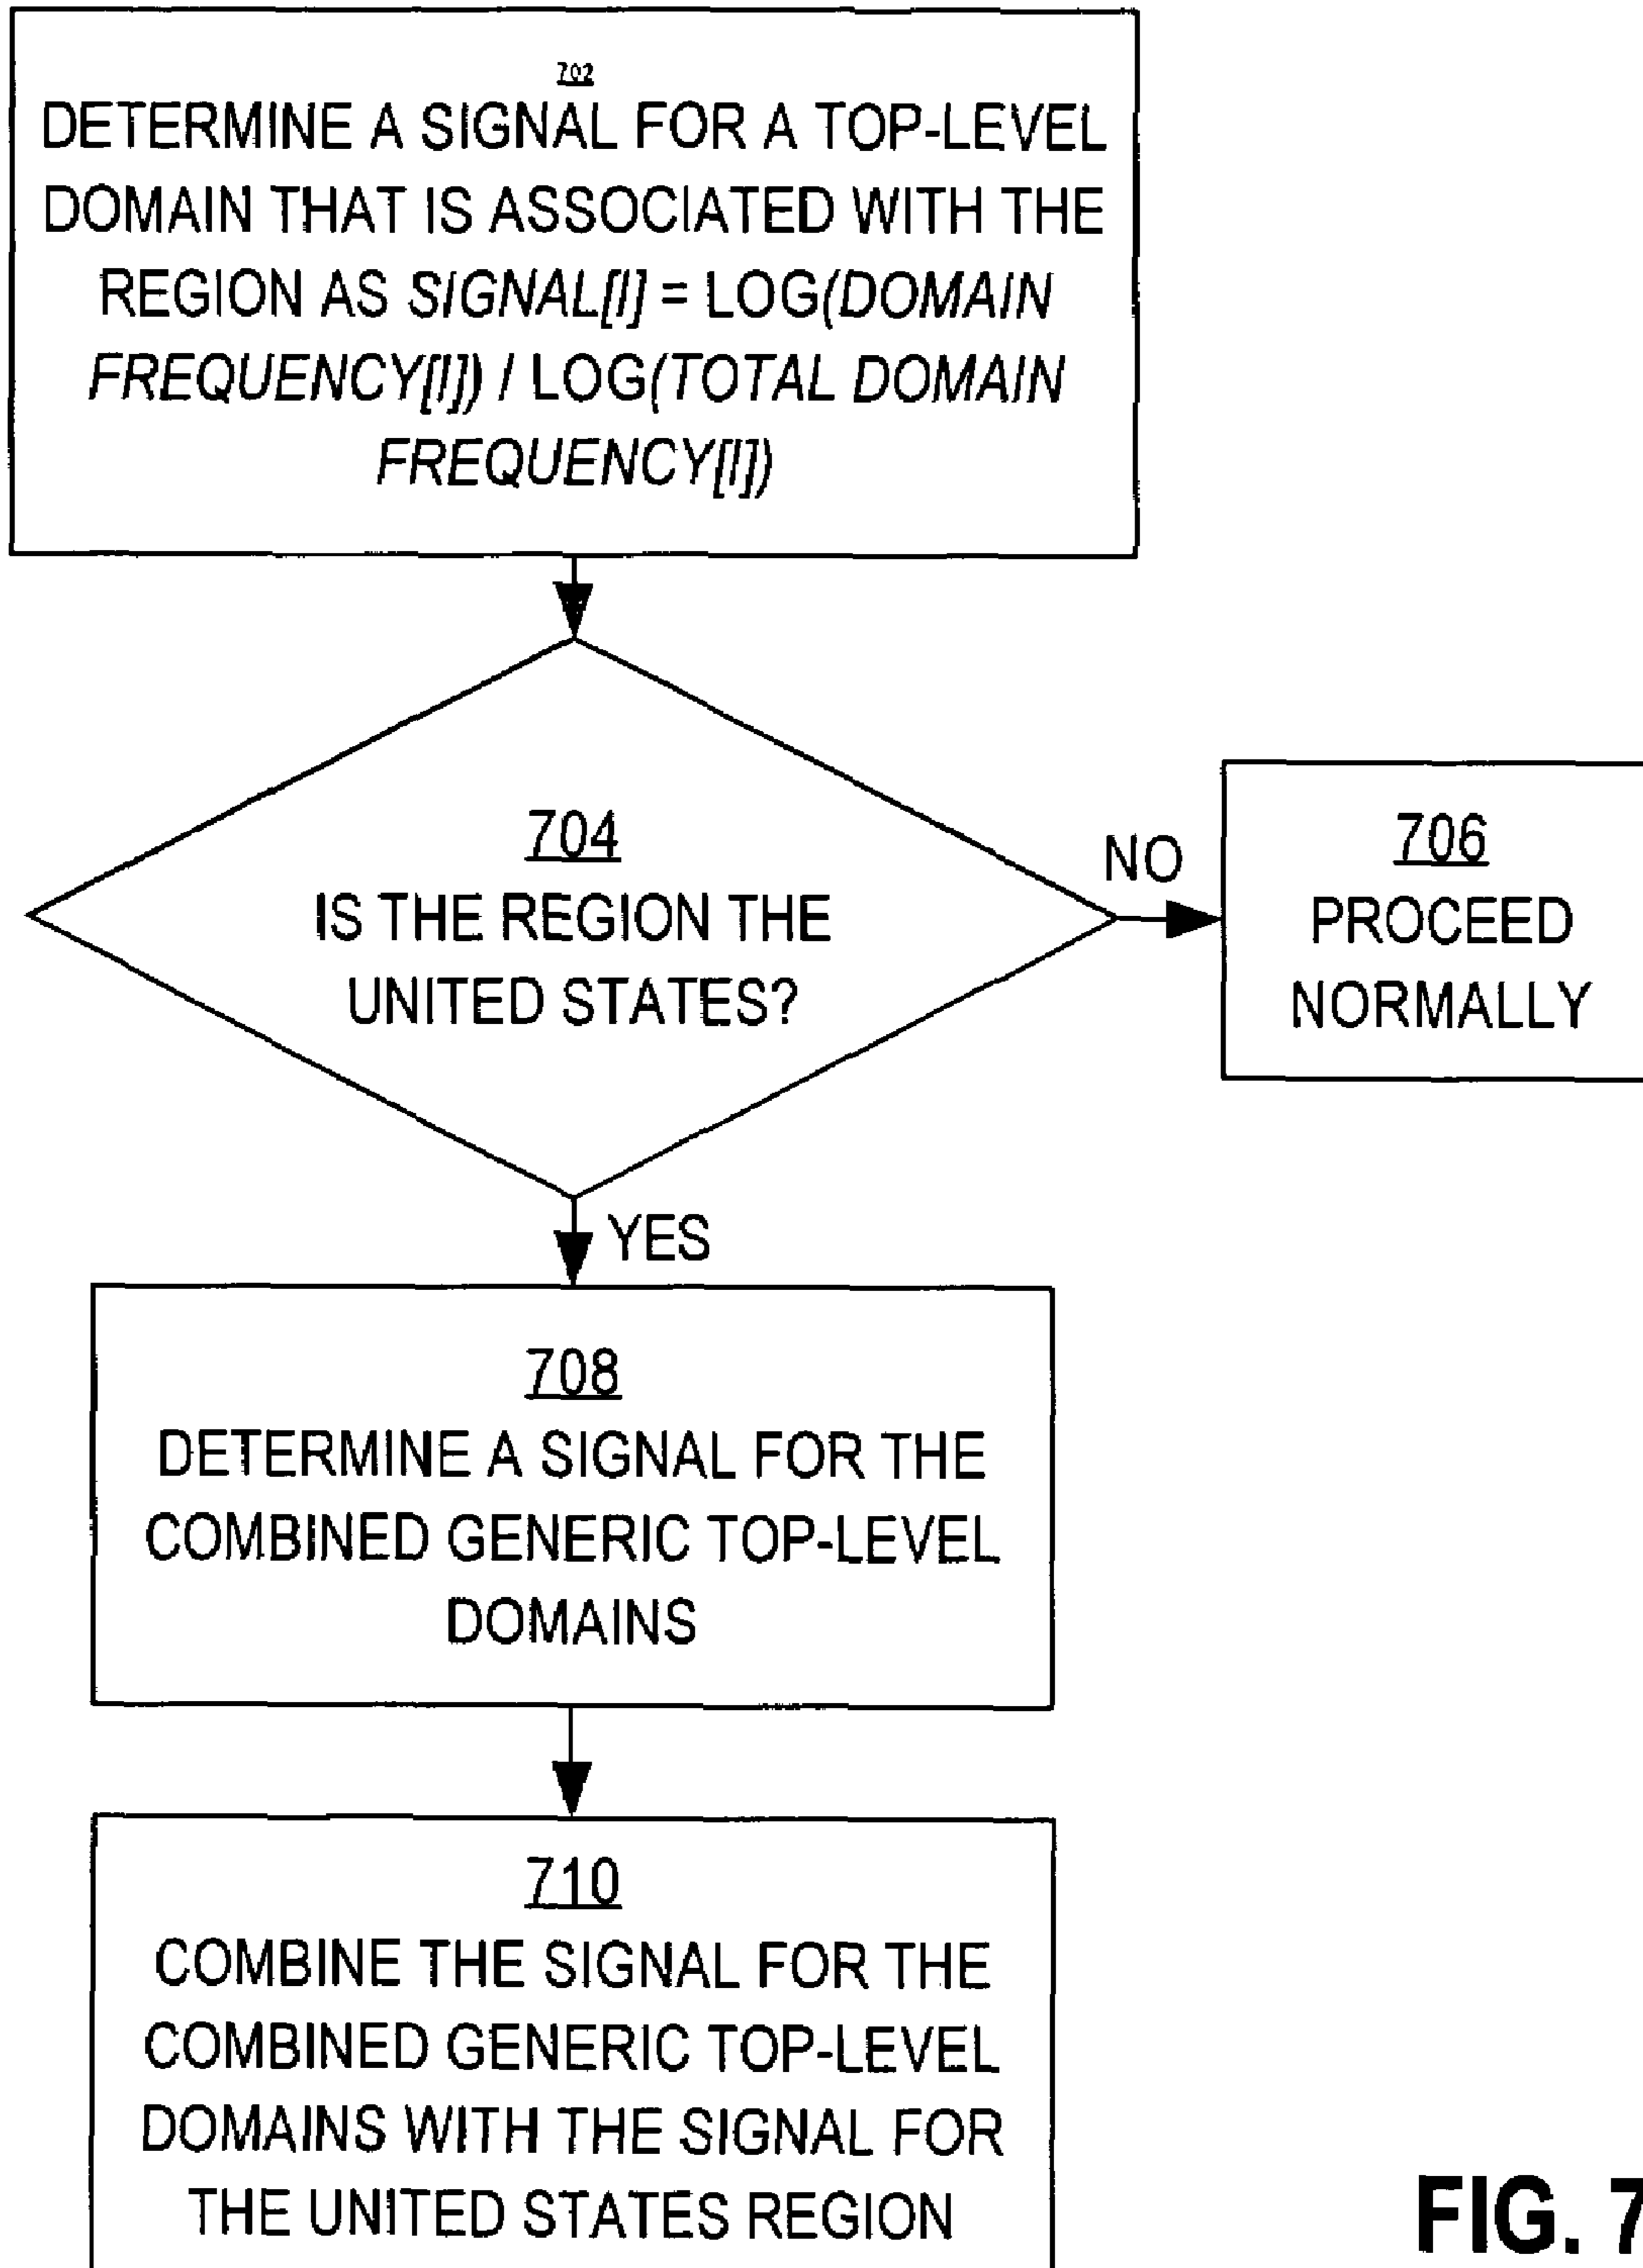 702
DETERMINE A SIGNAL FOR A TOP-LEVEL
DOMAIN THAT IS ASSOCIATED WITH THE
REGION AS SIGNAL[I] = LOG(DOMAIN
FREQUENCY[I]) / LOG(TOTAL DOMAIN
FREQUENCY[I])
704
IS THE REGION THE
UNITED STATES?
NO
706
PROCEED
NORMALLY
YES
708
DETERMINE A SIGNAL FOR THE
COMBINED GENERIC TOP-LEVEL
DOMAINS
710
COMBINE THE SIGNAL FOR THE
COMBINED GENERIC TOP-LEVEL
DOMAINS WITH THE SIGNAL FOR
THE UNITED STATES REGION
FIG. 7